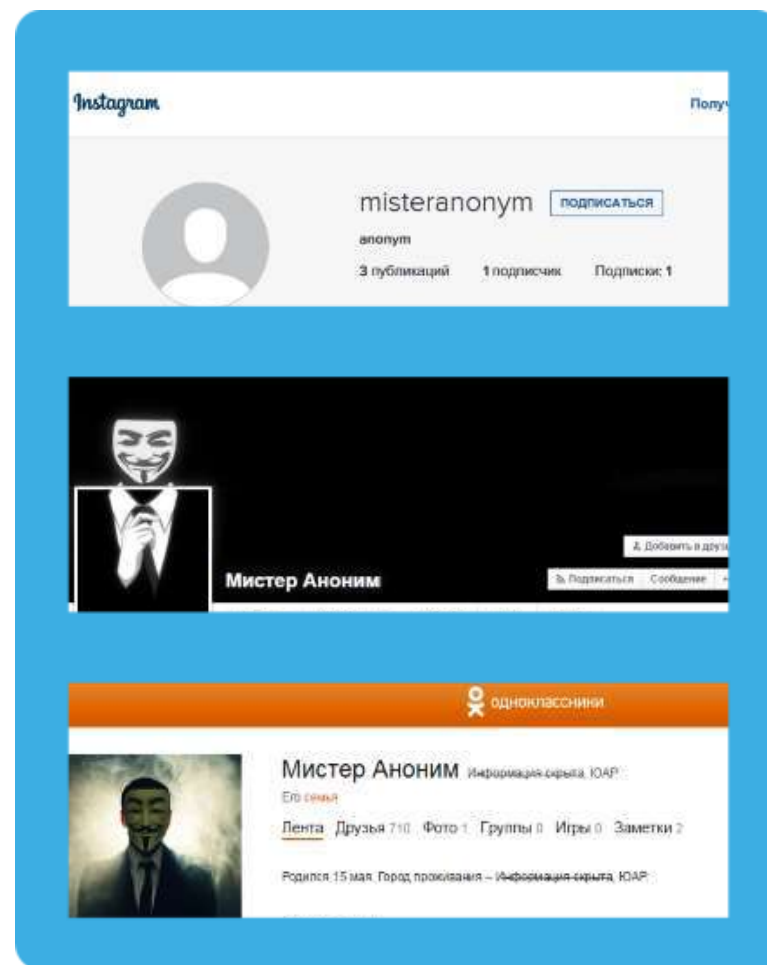 Instagram
Получ
misteranonym ПОДПИСАТЬСЯ
anonym
3 публикаций 1 подписчик Подписки: 1
Добавить в друзь
Мистер Аноним Подписаться Сообщение
одноклассники
Мистер Аноним Информация скрыта, ЮАР
Его семья
Лента Друзья 710 Фото 1 Группы 0 Игры 0 Заметки 2
Родился 15 мая. Город проживания – Информация скрыта, ЮАР